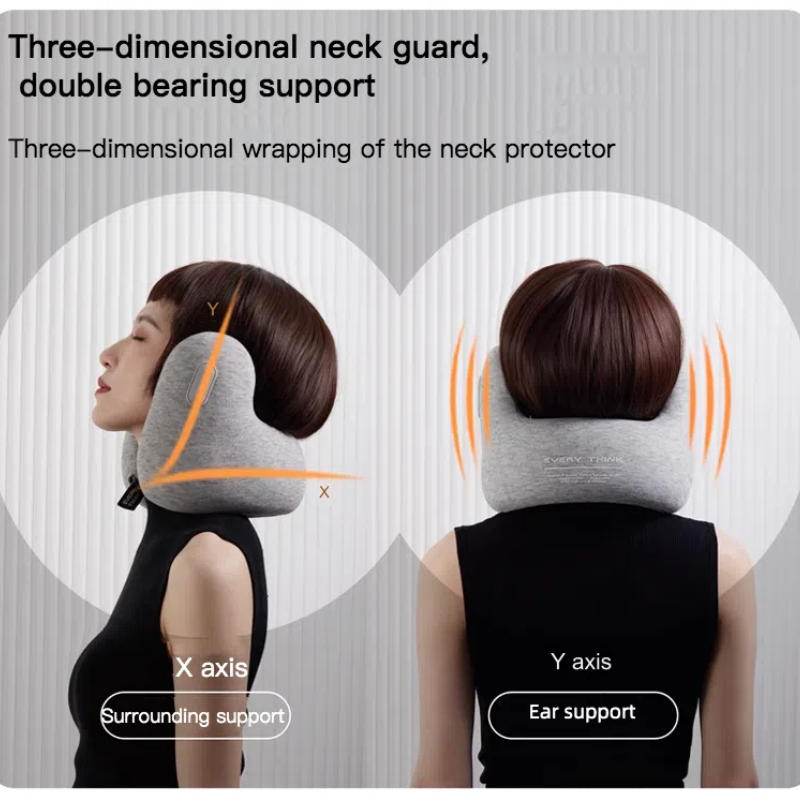 Three-dimensional neck guard,
double bearing support
Three-dimensional wrapping of the neck protector
Y
X
EVERY THINK
X axis
Surrounding support
Y axis
Ear support